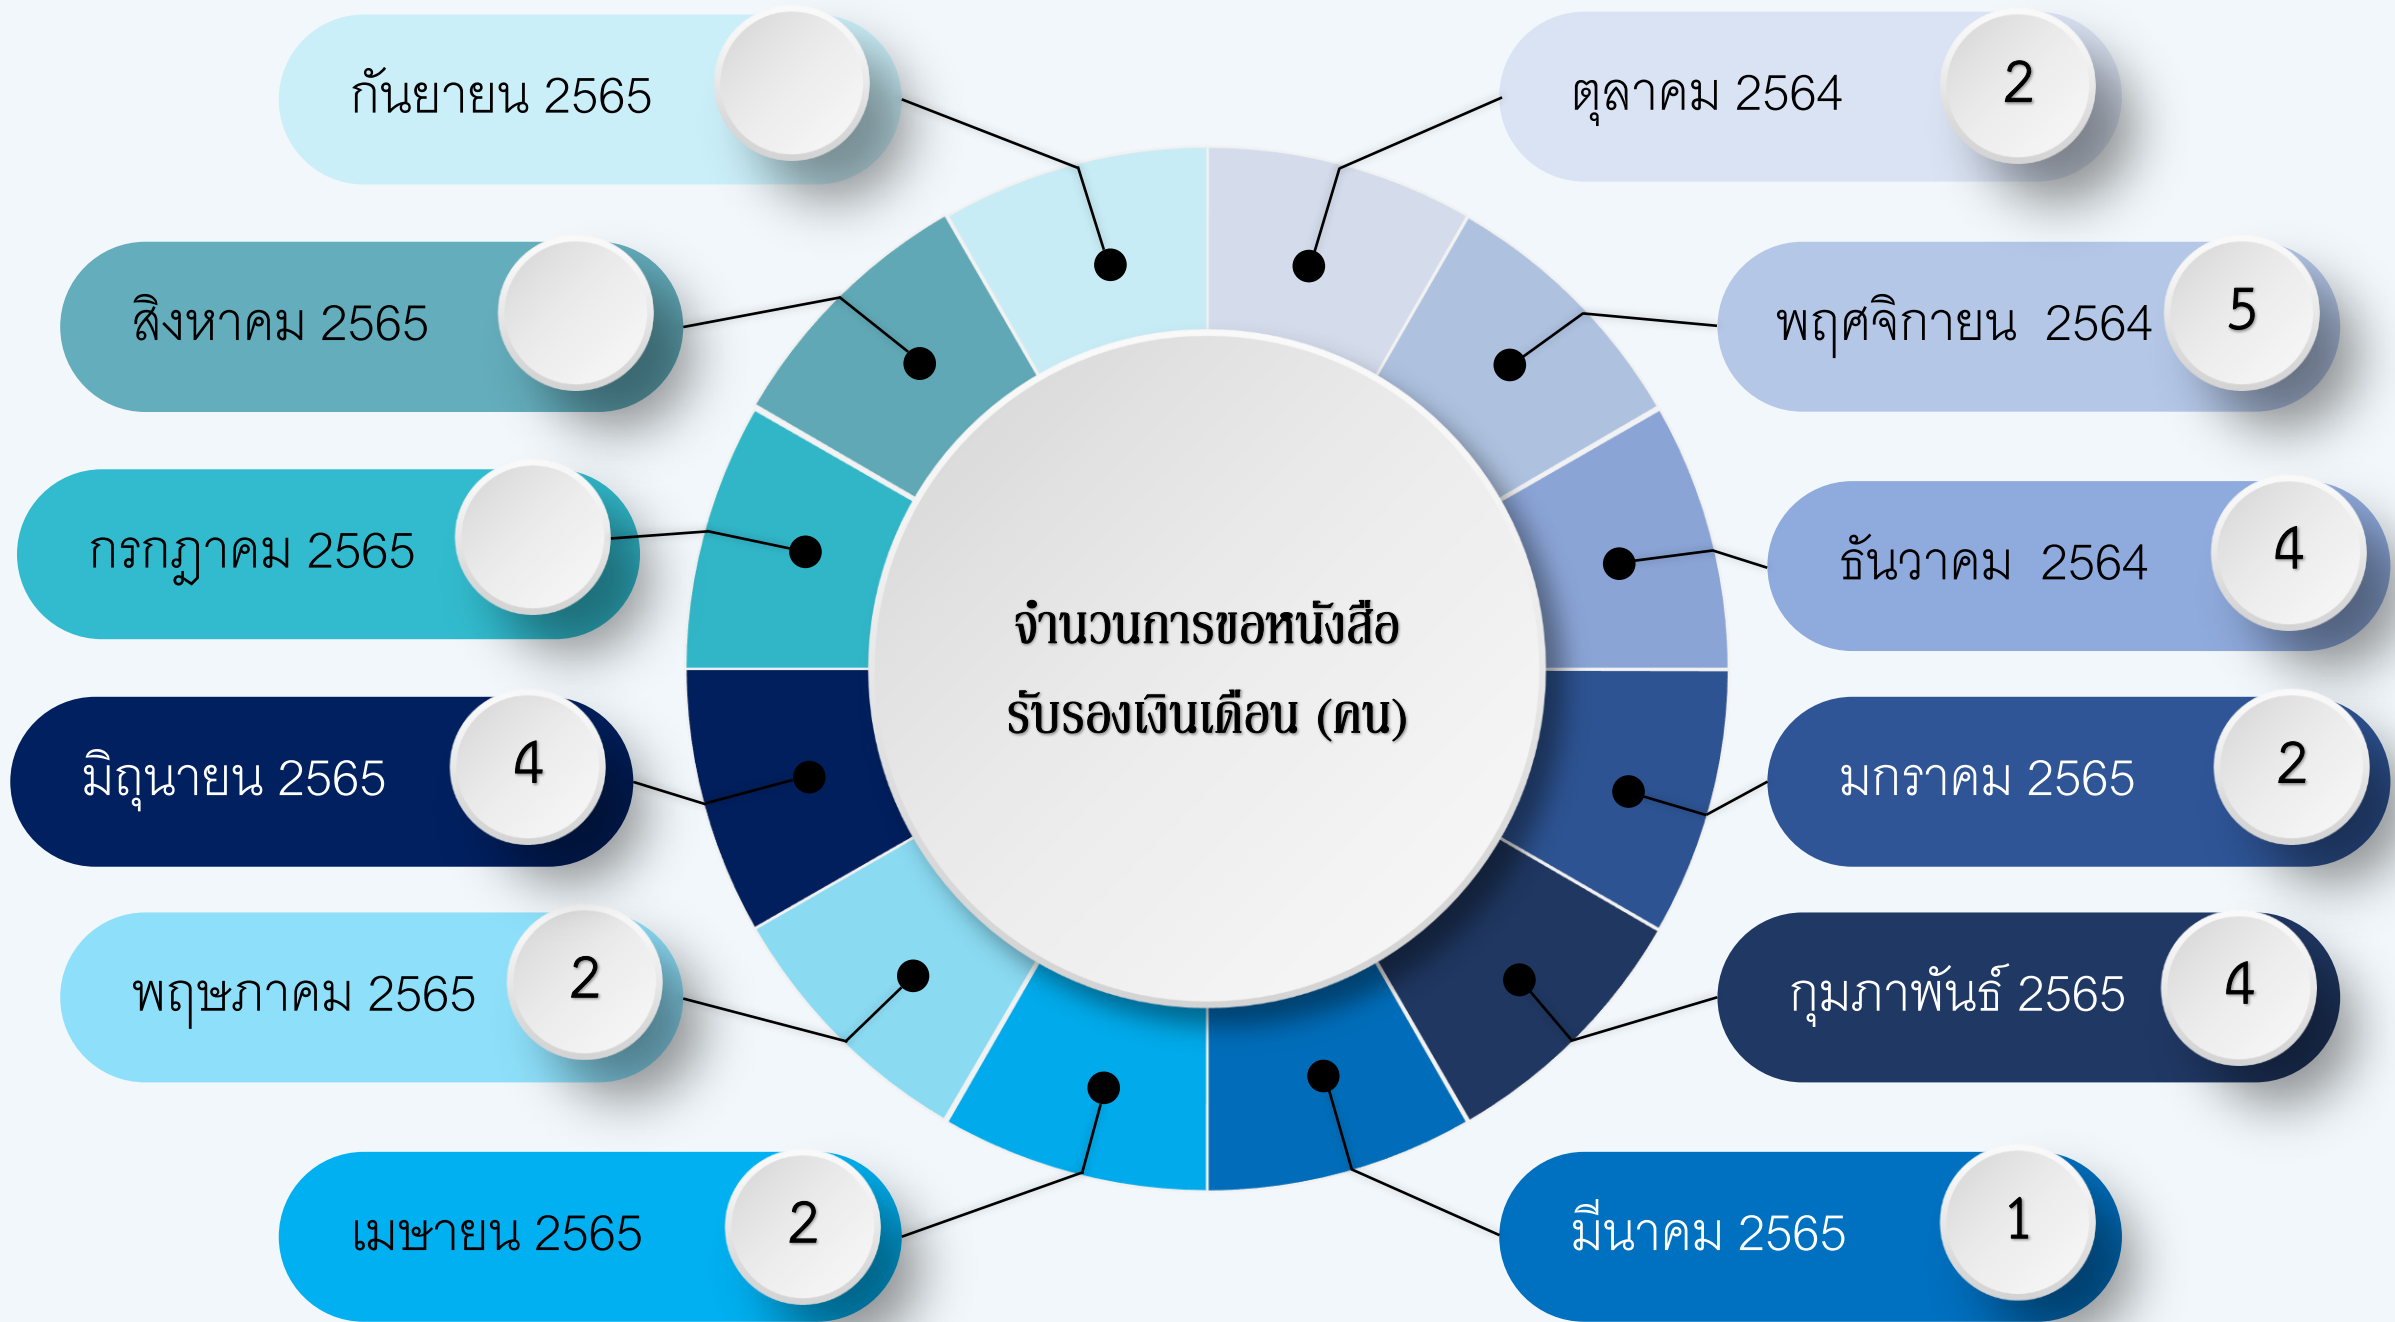 จำนวนการขอหนังสือ
รับรองเงินเดือน (คน)
ตุลาคม 2564 2
พฤศจิกายน 2564 5
ธันวาคม 2564 4
มกราคม 2565 2
กุมภาพันธ์ 2565 4
มีนาคม 2565 1
เมษายน 2565 2
พฤษภาคม 2565 2
มิถุนายน 2565 4
กรกฎาคม 2565
สิงหาคม 2565
กันยายน 2565